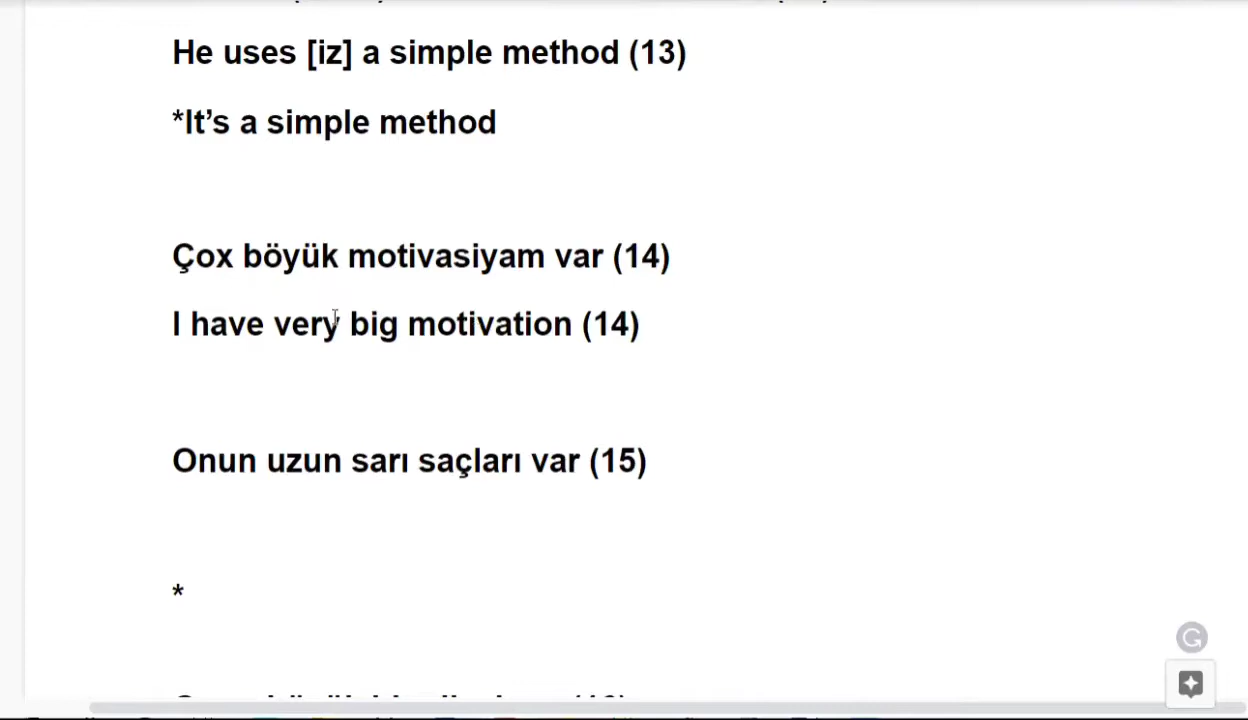 He uses [iz] a simple method (13)
*It’s a simple method
Çox böyük motivasiyam var (14)
I have very big motivation (14)
Onun uzun sarı saçları var (15)
*